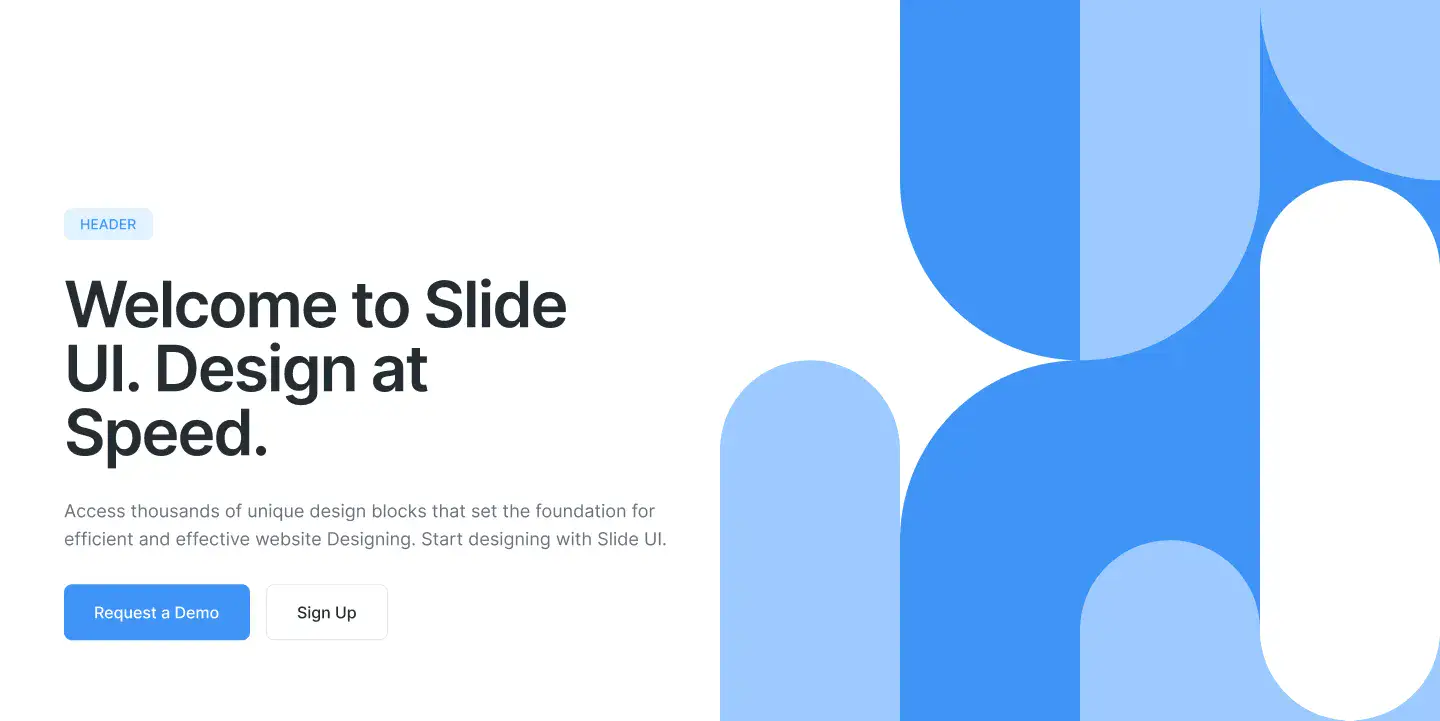 HEADER
Welcome to Slide
UI. Design at
Speed.
Access thousands of unique design blocks that set the foundation for
efficient and effective website Designing. Start designing with Slide UI.
Request a Demo
Sign Up